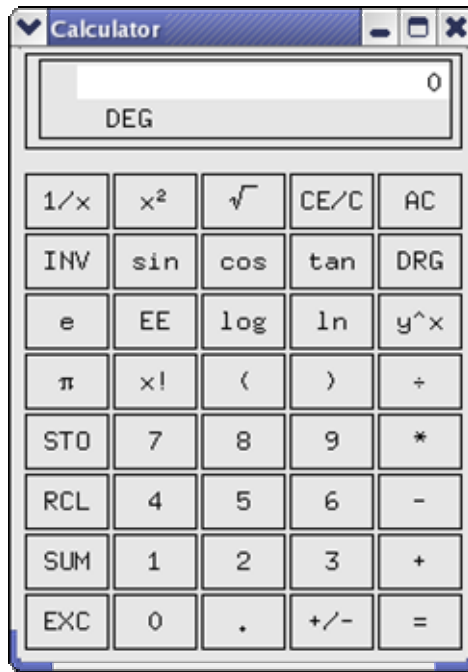 Calculator
0
DEG
1/x x² √ CE/C AC
INV sin cos tan DRG
e EE log ln y^x
π x! ( ) ÷
STO 7 8 9 *
RCL 4 5 6 -
SUM 1 2 3 +
EXC 0 . +/- =